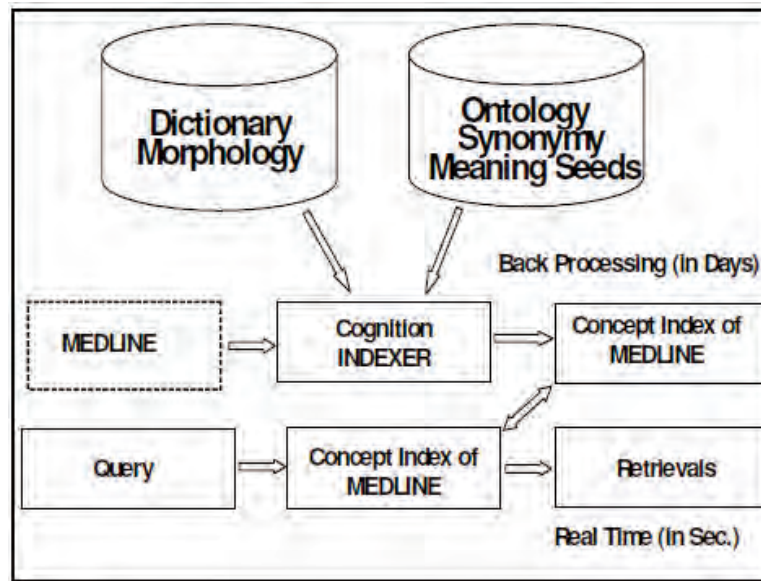 Dictionary
Morphology
Ontology
Synonymy
Meaning Seeds
Back Processing (in Days)
MEDLINE
Cognition
INDEXER
Concept Index of
MEDLINE
Query
Concept Index of
MEDLINE
Retrievals
Real Time (in Sec.)